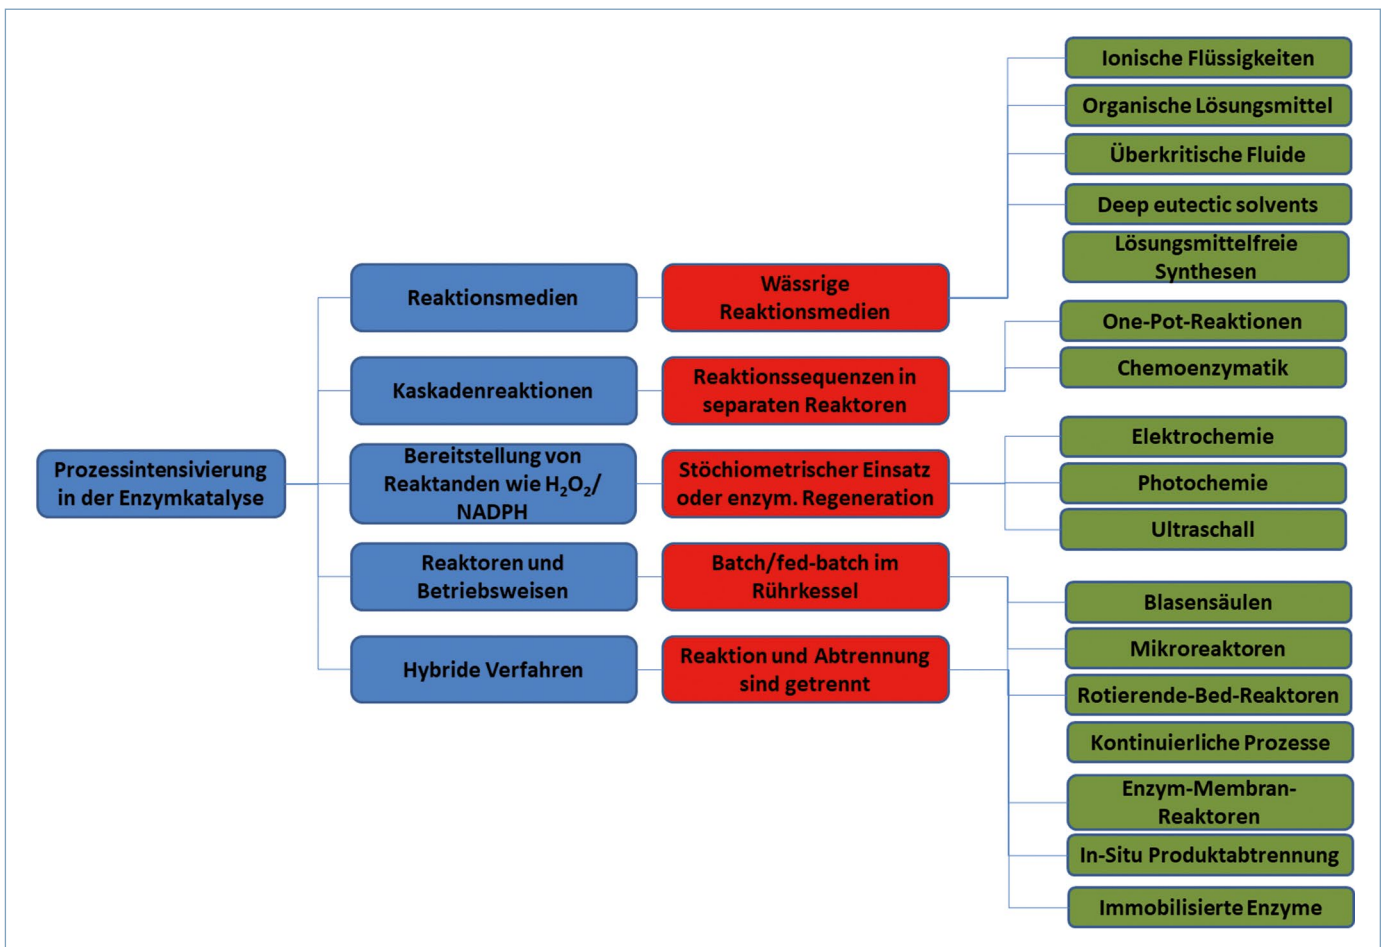 Prozessintensivierung
in der Enzymkatalyse
Reaktionsmedien
Kaskadenreaktionen
Bereitstellung von
Reaktanden wie H₂O₂/
NADPH
Reaktoren und
Betriebsweisen
Hybride Verfahren
Wässrige
Reaktionsmedien
Reaktionssequenzen in
separaten Reaktoren
Stöchiometrischer Einsatz
oder enzym. Regeneration
Batch/fed-batch im
Rührkessel
Reaktion und Abtrennung
sind getrennt
Ionische Flüssigkeiten
Organische Lösungsmittel
Überkritische Fluide
Deep eutectic solvents
Lösungsmittelfreie
Synthesen
One-Pot-Reaktionen
Chemoenzymatik
Elektrochemie
Photochemie
Ultraschall
Blasensäulen
Mikroreaktoren
Rotierende-Bed-Reaktoren
Kontinuierliche Prozesse
Enzym-Membran-
Reaktoren
In-Situ Produktabtrennung
Immobilisierte Enzyme